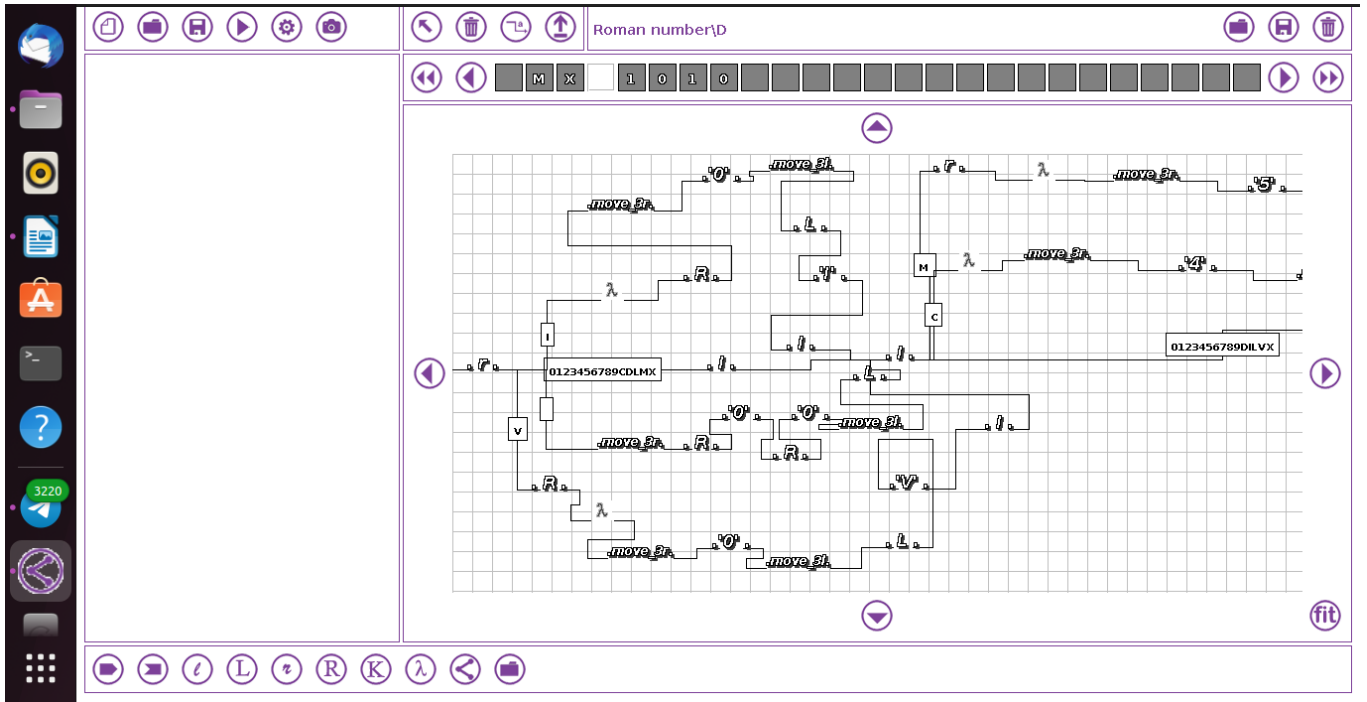 Roman number\D
M X 1 0 1 0
'0' .move_3l. r λ .move_3r. '5'
.move_3r.
L
M λ .move_3r. '4'
R 'I'
λ
I C
l l 0123456789DILVX
r 0123456789CDLMX l L
'0' '0' .move_3l. l
V .move_3r. R R
R 'V'
3220
λ
.move_3r. '0' .move_3l. L
fit
l L r R K λ